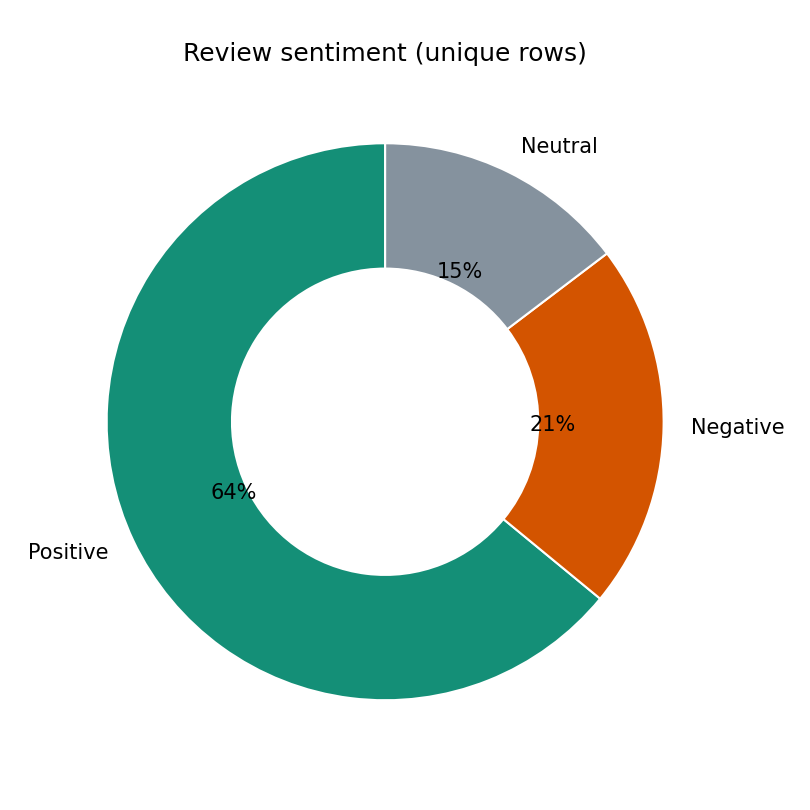 Review sentiment (unique rows)
Neutral
15%
21%
Negative
64%
Positive